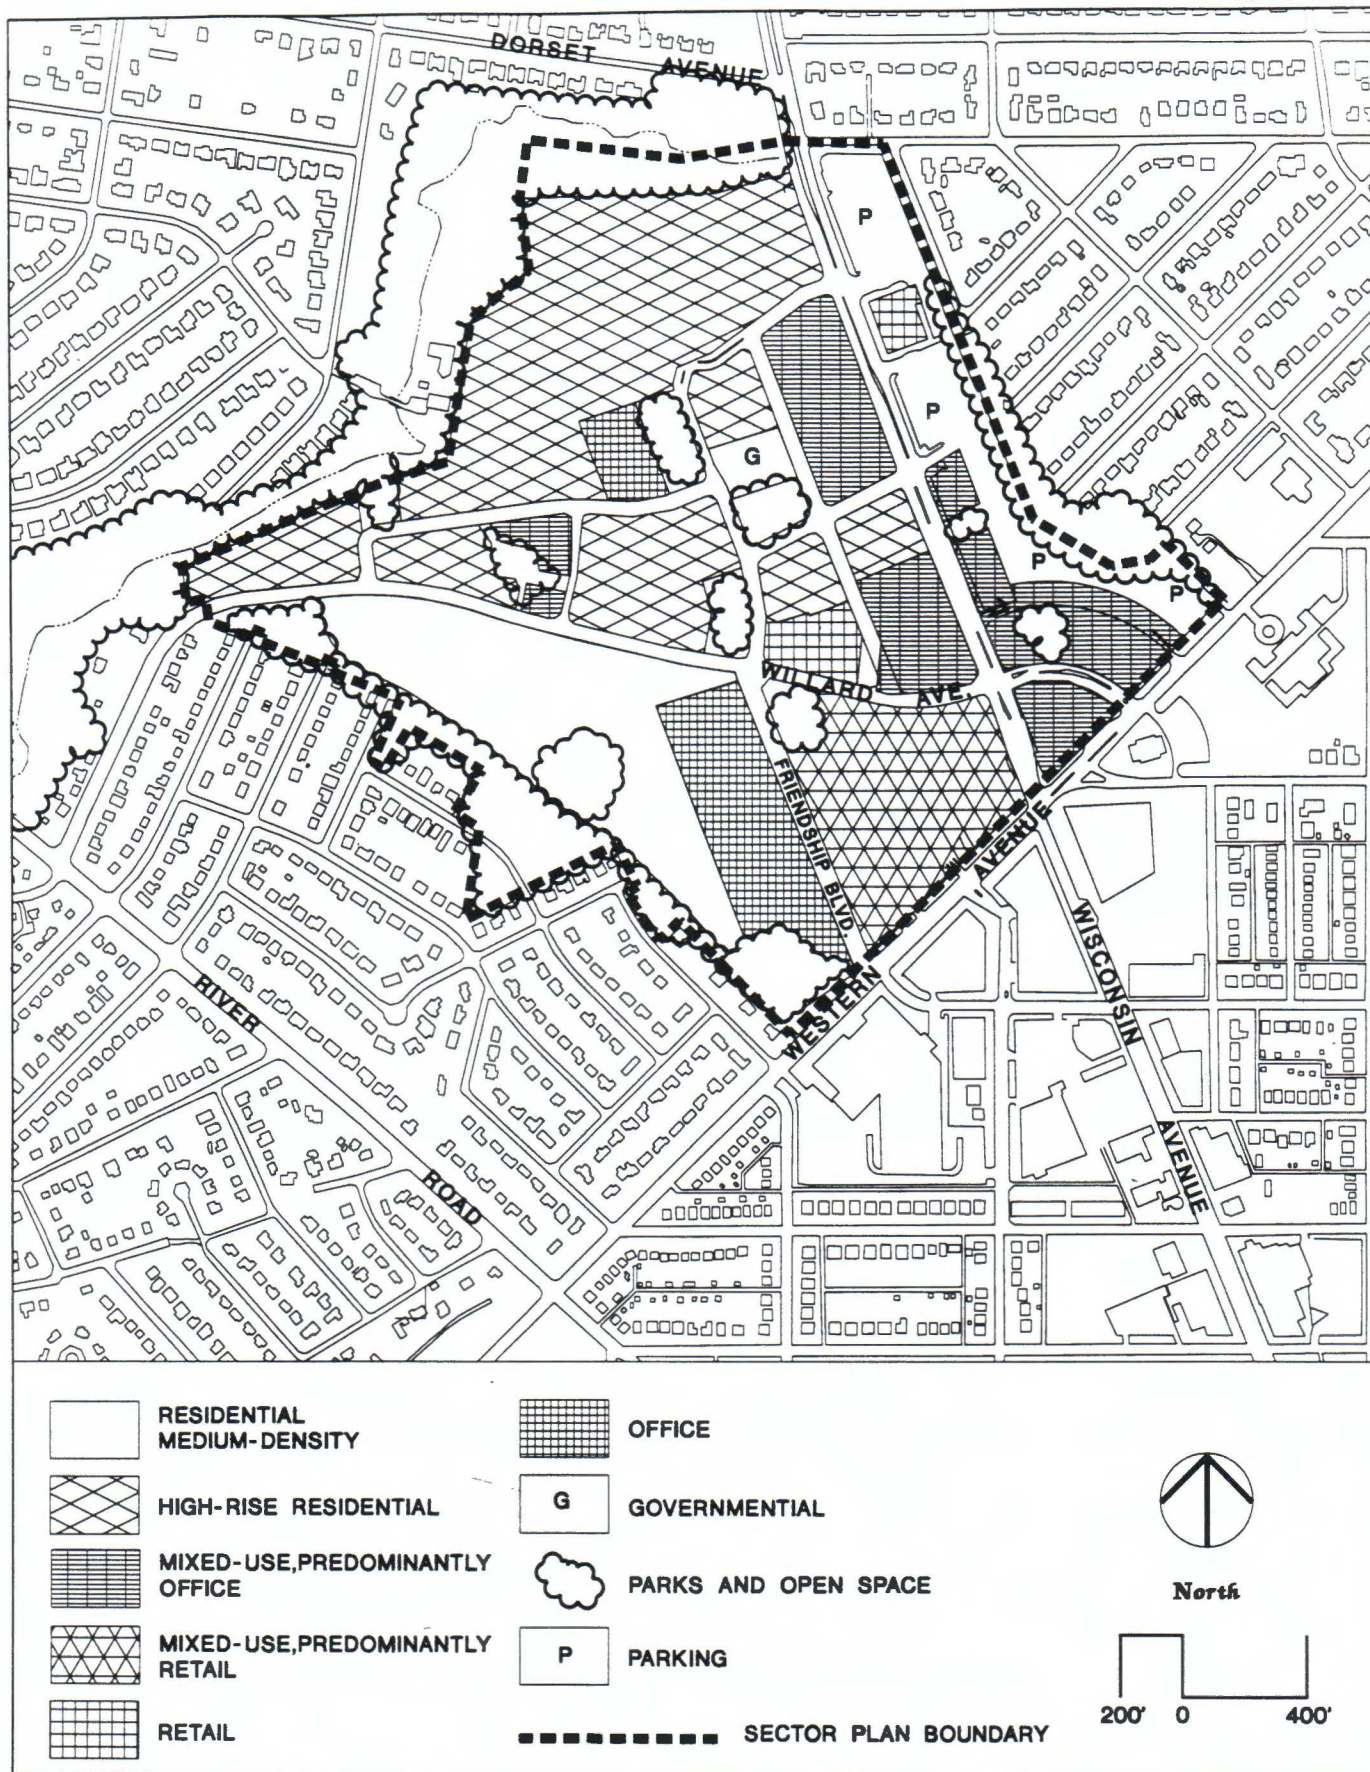 DORSET AVENUE
P
P
G
P
P
WILLARD AVE.
FRIENDSHIP BLVD.
WESTERN AVENUE
WISCONSIN AVENUE
RIVER ROAD
RESIDENTIAL
MEDIUM-DENSITY
HIGH-RISE RESIDENTIAL
MIXED-USE,PREDOMINANTLY
OFFICE
MIXED-USE,PREDOMINANTLY
RETAIL
RETAIL
OFFICE
G
GOVERNMENTIAL
PARKS AND OPEN SPACE
P
PARKING
SECTOR PLAN BOUNDARY
North
200' 0 400'